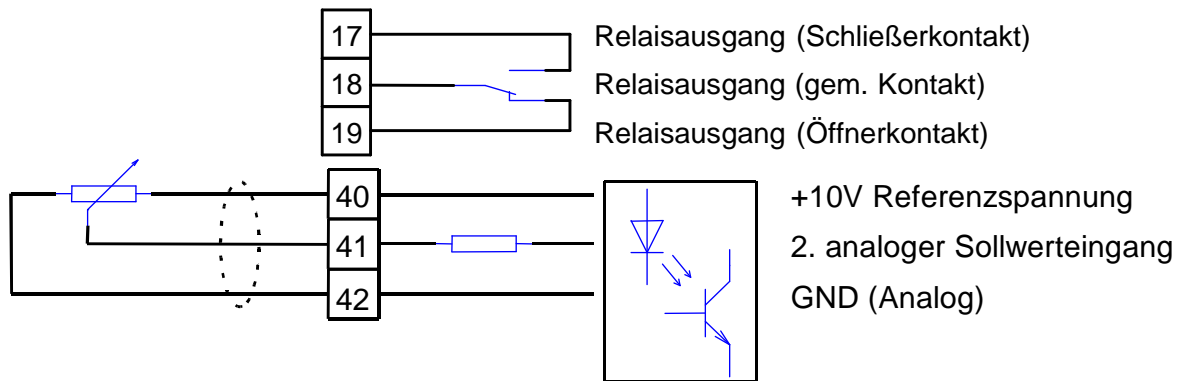 17 Relaisausgang (Schließerkontakt)
18 Relaisausgang (gem. Kontakt)
19 Relaisausgang (Öffnerkontakt)
40 +10V Referenzspannung
41 2. analoger Sollwerteingang
42 GND (Analog)